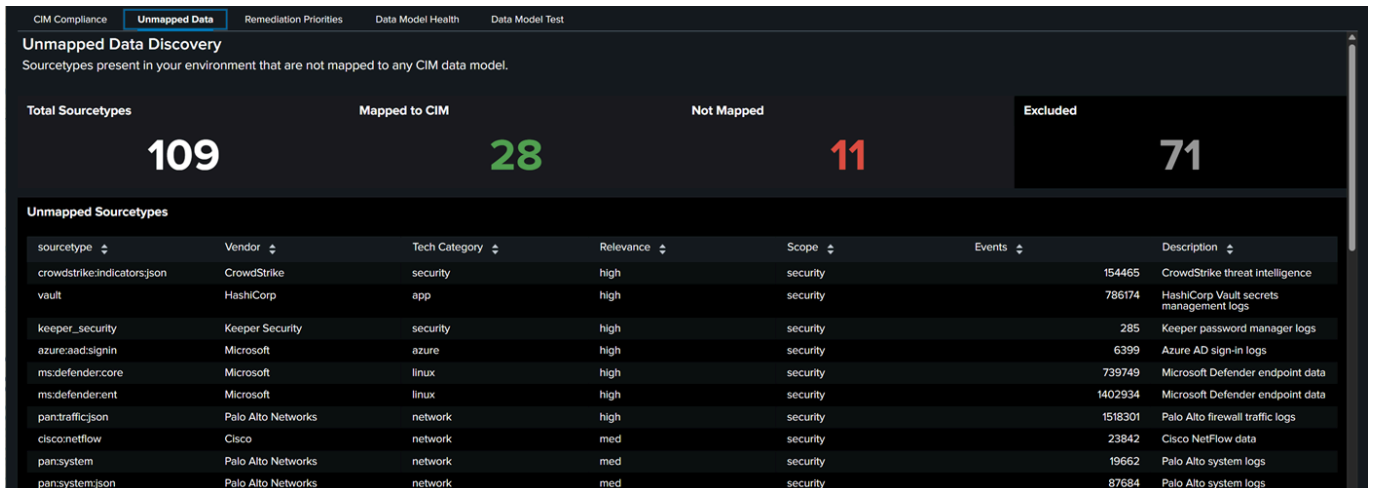 CIM Compliance Unmapped Data Remediation Priorities Data Model Health Data Model Test
Unmapped Data Discovery
Sourcetypes present in your environment that are not mapped to any CIM data model.
Total Sourcetypes Mapped to CIM Not Mapped Excluded
109 28 11 71
Unmapped Sourcetypes
sourcetype Vendor Tech Category Relevance Scope Events Description
crowdstrike:indicators:json CrowdStrike security high security 154465 CrowdStrike threat intelligence
vault HashiCorp app high security 786174 HashiCorp Vault secrets
management logs
keeper_security Keeper Security security high security 285 Keeper password manager logs
azure:aad:signin Microsoft azure high security 6399 Azure AD sign-in logs
ms:defender:core Microsoft linux high security 739749 Microsoft Defender endpoint data
ms:defender:ent Microsoft linux high security 1402934 Microsoft Defender endpoint data
pan:traffic:json Palo Alto Networks network high security 1518301 Palo Alto firewall traffic logs
cisco:netflow Cisco network med security 23842 Cisco NetFlow data
pan:system Palo Alto Networks network med security 19662 Palo Alto system logs
pan:system:json Palo Alto Networks network med security 87684 Palo Alto system logs